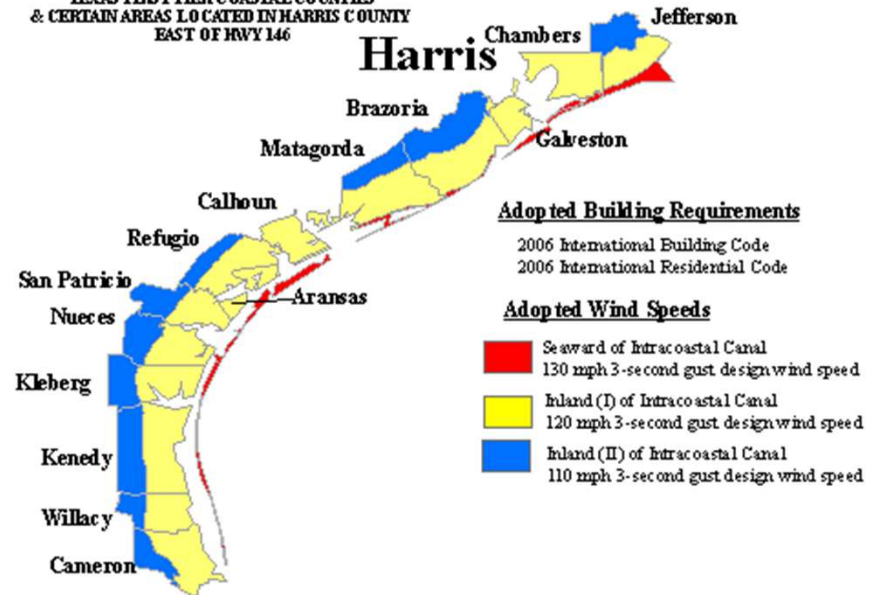 & CERTAIN AREAS LOCATED IN HARRIS COUNTY
EAST OF HWY 146
Harris
Chambers
Jefferson
Brazoria
Galveston
Matagorda
Calhoun
Refugio
San Patricio
Aransas
Nueces
Kleberg
Kenedy
Willacy
Cameron
Adopted Building Requirements
2006 International Building Code
2006 International Residential Code
Adopted Wind Speeds
Seaward of Intracoastal Canal
130 mph 3-second gust design wind speed
Inland (I) of Intracoastal Canal
120 mph 3-second gust design wind speed
Inland (II) of Intracoastal Canal
110 mph 3-second gust design wind speed